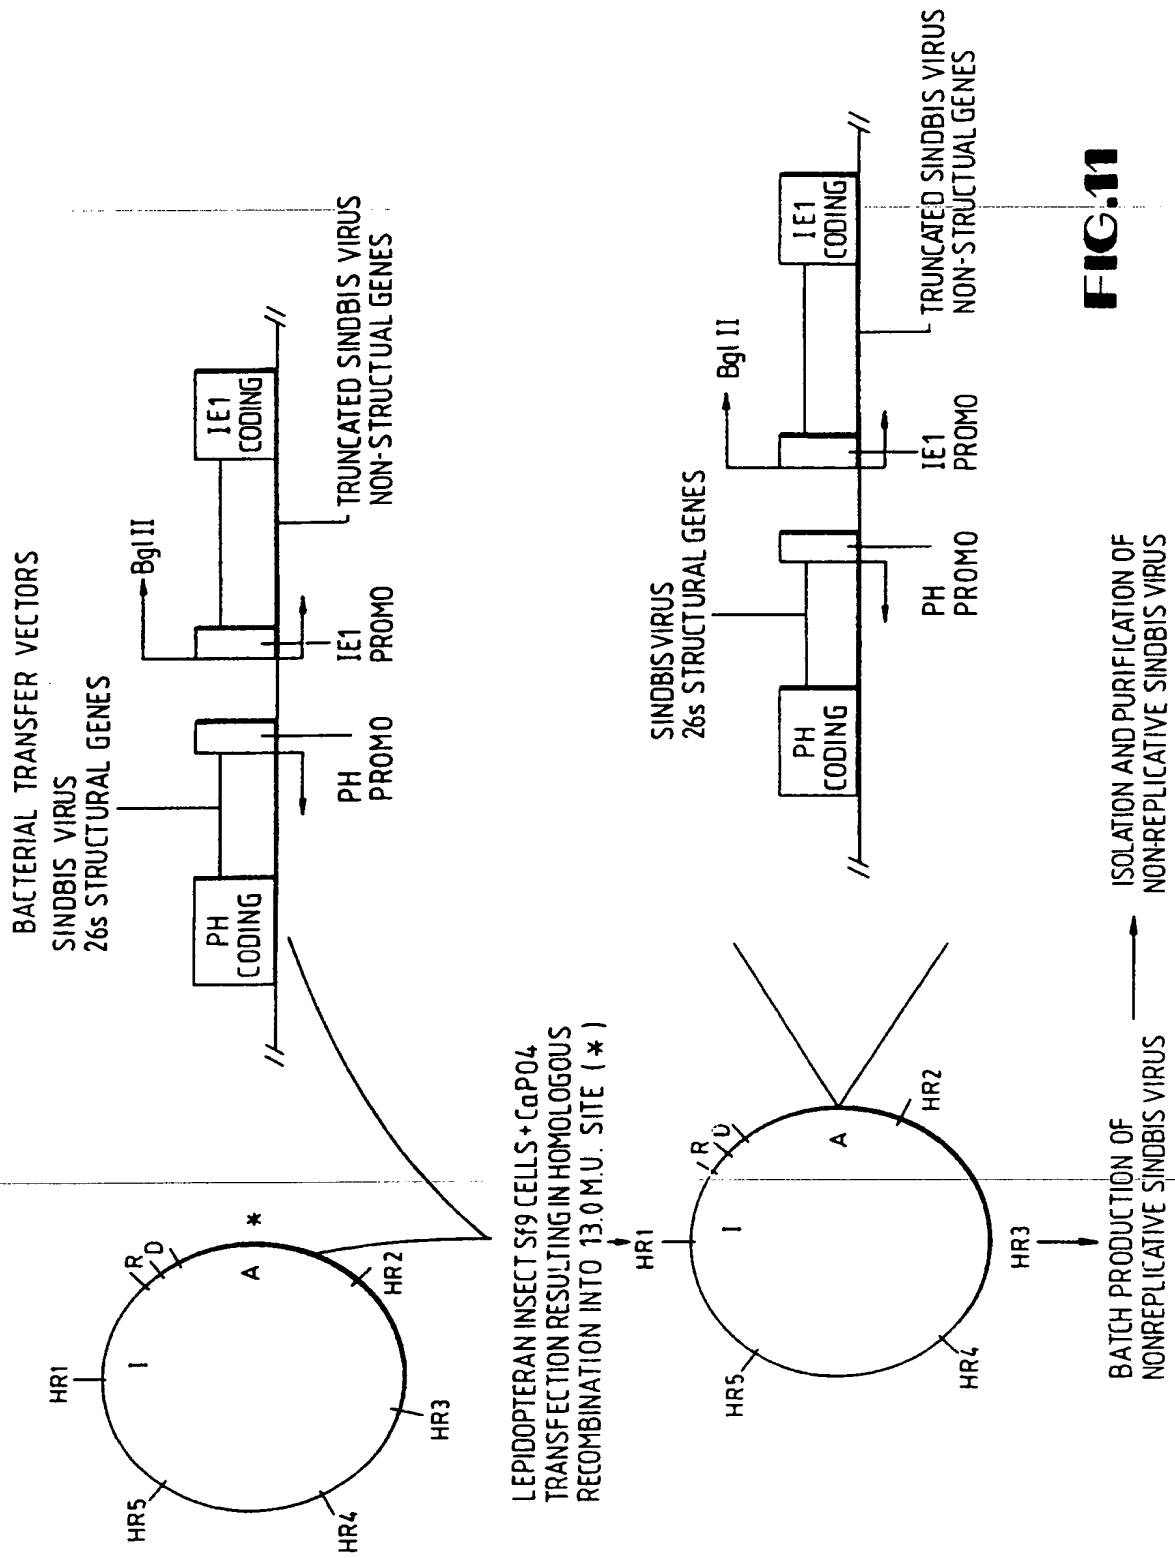 BACTERIAL TRANSFER VECTORS
SINDBIS VIRUS
26s STRUCTURAL GENES
Bgl II
PH
CODING
IE1
CODING
PH
PROMO
IE1
PROMO
TRUNCATED SINDBIS VIRUS
NON-STRUCTURAL GENES
HR1
I
R
D
A
*
HR2
HR3
HR4
HR5
LEPIDOPTERAN INSECT Sf9 CELLS + CaPO4
TRANSFECTION RESULTING IN HOMOLOGOUS
RECOMBINATION INTO 13.0 M.U. SITE (*)
HR1
I
R
D
A
HR2
HR3
HR4
HR5
SINDBIS VIRUS
26s STRUCTURAL GENES
Bgl II
PH
CODING
IE1
CODING
PH
PROMO
IE1
PROMO
TRUNCATED SINDBIS VIRUS
NON-STRUCTURAL GENES
BATCH PRODUCTION OF
NONREPLICATIVE SINDBIS VIRUS
ISOLATION AND PURIFICATION OF
NON-REPLICATIVE SINDBIS VIRUS
FIG.11